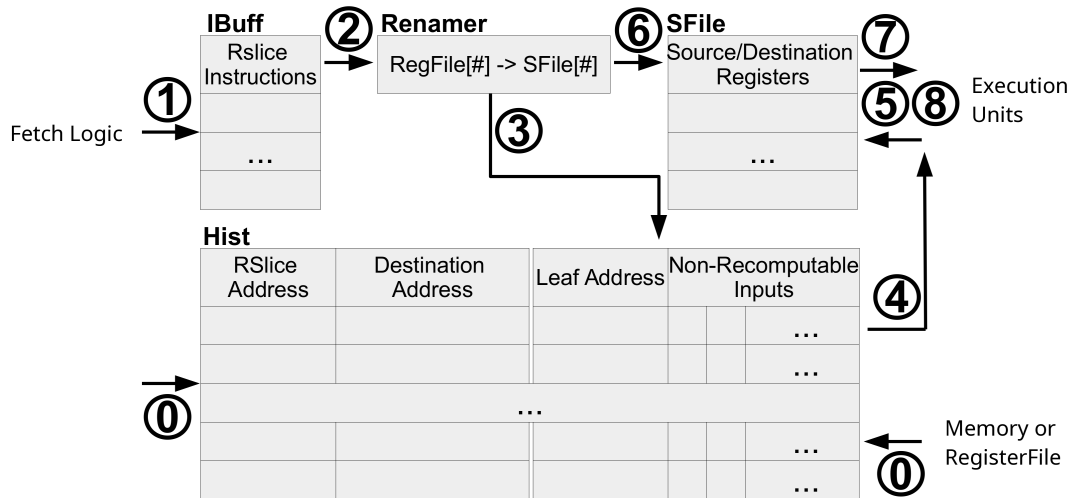 IBuff
② Renamer
⑥ SFile
⑦
Rslice
Instructions
RegFile[#] -> SFile[#]
Source/Destination
Registers
①
Fetch Logic
③
⑤ ⑧
Execution
Units
...
...
Hist
RSlice
Address
Destination
Address
Leaf Address
Non-Recomputable
Inputs
④
...
...
⓪
...
...
...
Memory or
RegisterFile
⓪